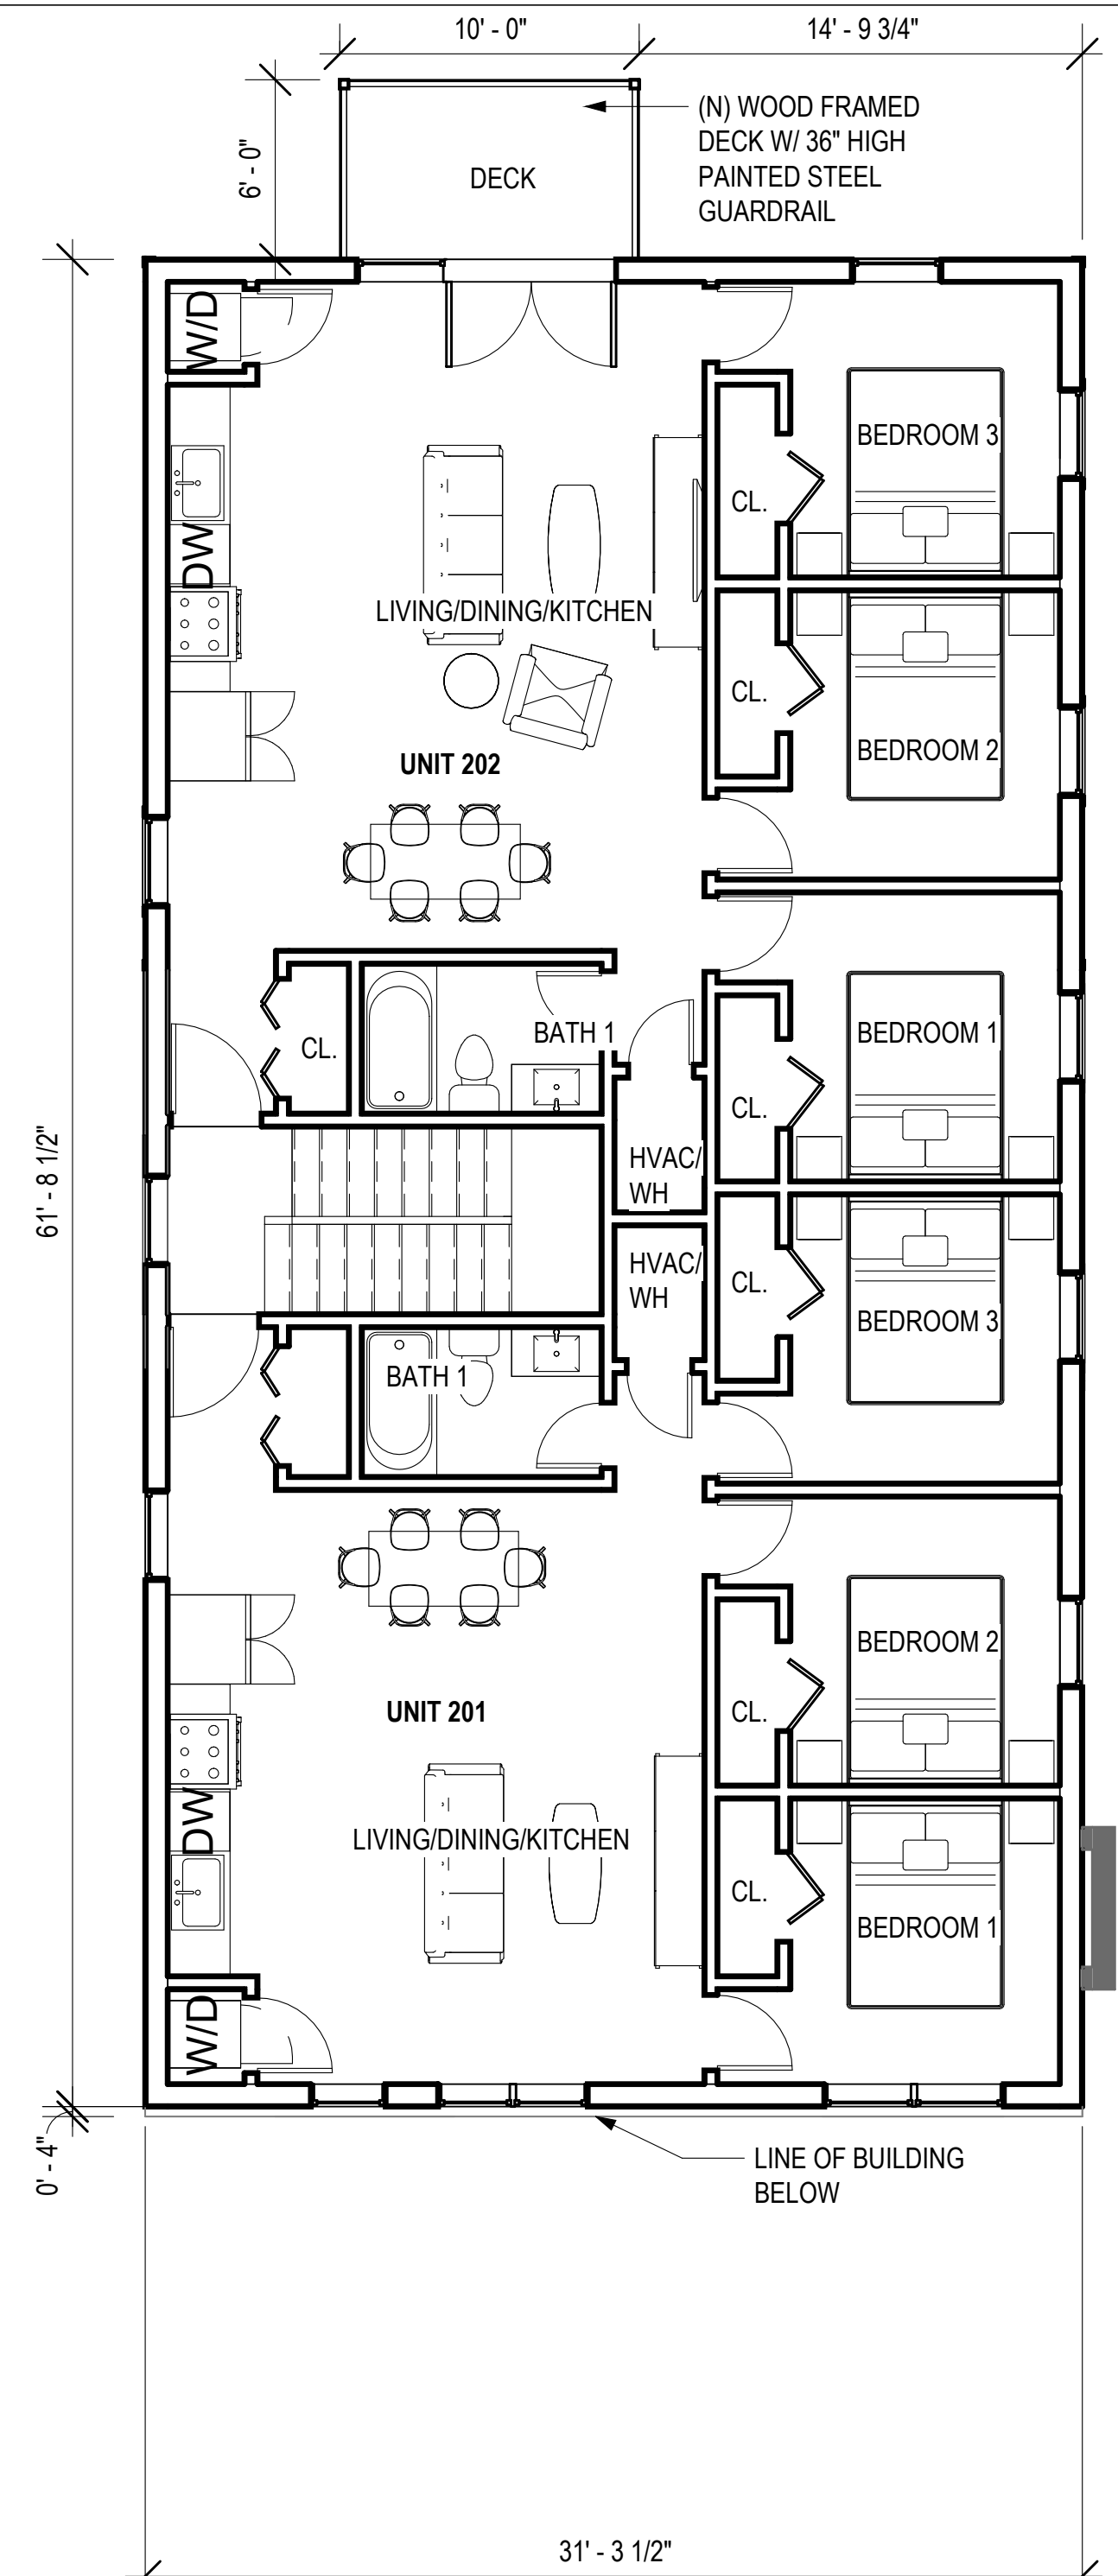 10' - 0"
14' - 9 3/4"
6' - 0"
(N) WOOD FRAMED
DECK W/ 36" HIGH
PAINTED STEEL
GUARDRAIL
DECK
W/D
BEDROOM 3
CL.
DW
LIVING/DINING/KITCHEN
CL.
BEDROOM 2
UNIT 202
BATH 1
BEDROOM 1
CL.
CL.
61' - 8 1/2"
HVAC/
WH
HVAC/
WH
CL.
BEDROOM 3
BATH 1
BEDROOM 2
UNIT 201
CL.
DW
LIVING/DINING/KITCHEN
CL.
BEDROOM 1
W/D
0' - 4"
LINE OF BUILDING
BELOW
31' - 3 1/2"